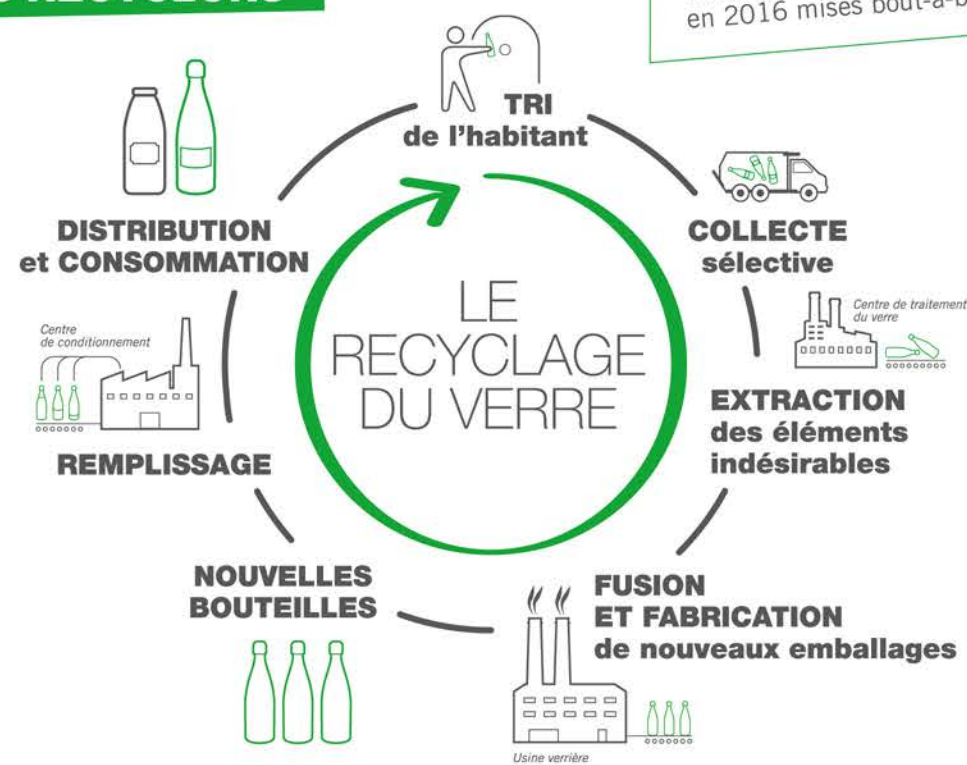 RECYCLEURS
en 2016 mises bout-à-b
TRI
de l'habitant
COLLECTE
sélective
Centre de traitement
du verre
EXTRACTION
des éléments
indésirables
FUSION
ET FABRICATION
de nouveaux emballages
Usine verrière
NOUVELLES
BOUTEILLES
REMPLISSAGE
Centre
de conditionnement
DISTRIBUTION
et CONSOMMATION
LE
RECYCLAGE
DU VERRE